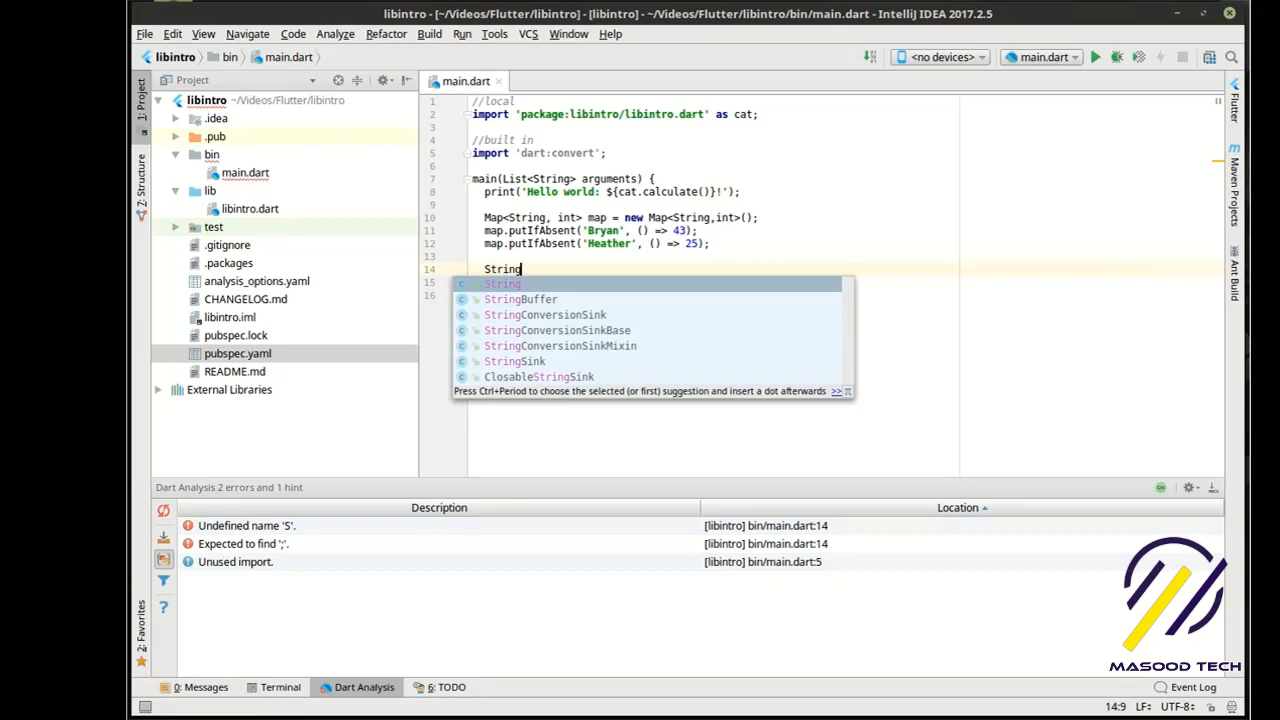 libintro - [~/Videos/Flutter/libintro] - [libintro] - ~/Videos/Flutter/libintro/bin/main.dart - IntelliJ IDEA 2017.2.5
File Edit View Navigate Code Analyze Refactor Build Run Tools VCS Window Help
libintro bin main.dart
<no devices> main.dart
Project
main.dart
1: Project
Z: Structure
2: Favorites
libintro ~/Videos/Flutter/libintro
.idea
.pub
bin
main.dart
lib
libintro.dart
test
.gitignore
.packages
analysis_options.yaml
CHANGELOG.md
libintro.iml
pubspec.lock
pubspec.yaml
README.md
External Libraries
1 //local
2 import 'package:libintro/libintro.dart' as cat;
3
4 //built in
5 import 'dart:convert';
6
7 main(List<String> arguments) {
8 print('Hello world: ${cat.calculate()}!');
9
10 Map<String, int> map = new Map<String,int>();
11 map.putIfAbsent('Bryan', () => 43);
12 map.putIfAbsent('Heather', () => 25);
13
14 String
15
16
String
StringBuffer
StringConversionSink
StringConversionSinkBase
StringConversionSinkMixin
StringSink
ClosableStringSink
Press Ctrl+Period to choose the selected (or first) suggestion and insert a dot afterwards >> π
Flutter
Maven Projects
Ant Build
Dart Analysis 2 errors and 1 hint
Description Location
Undefined name 'S'. [libintro] bin/main.dart:14
Expected to find ';'. [libintro] bin/main.dart:14
Unused import. [libintro] bin/main.dart:5
MASOOD TECH
0: Messages Terminal Dart Analysis 6: TODO Event Log
14:9 LF÷ UTF-8÷